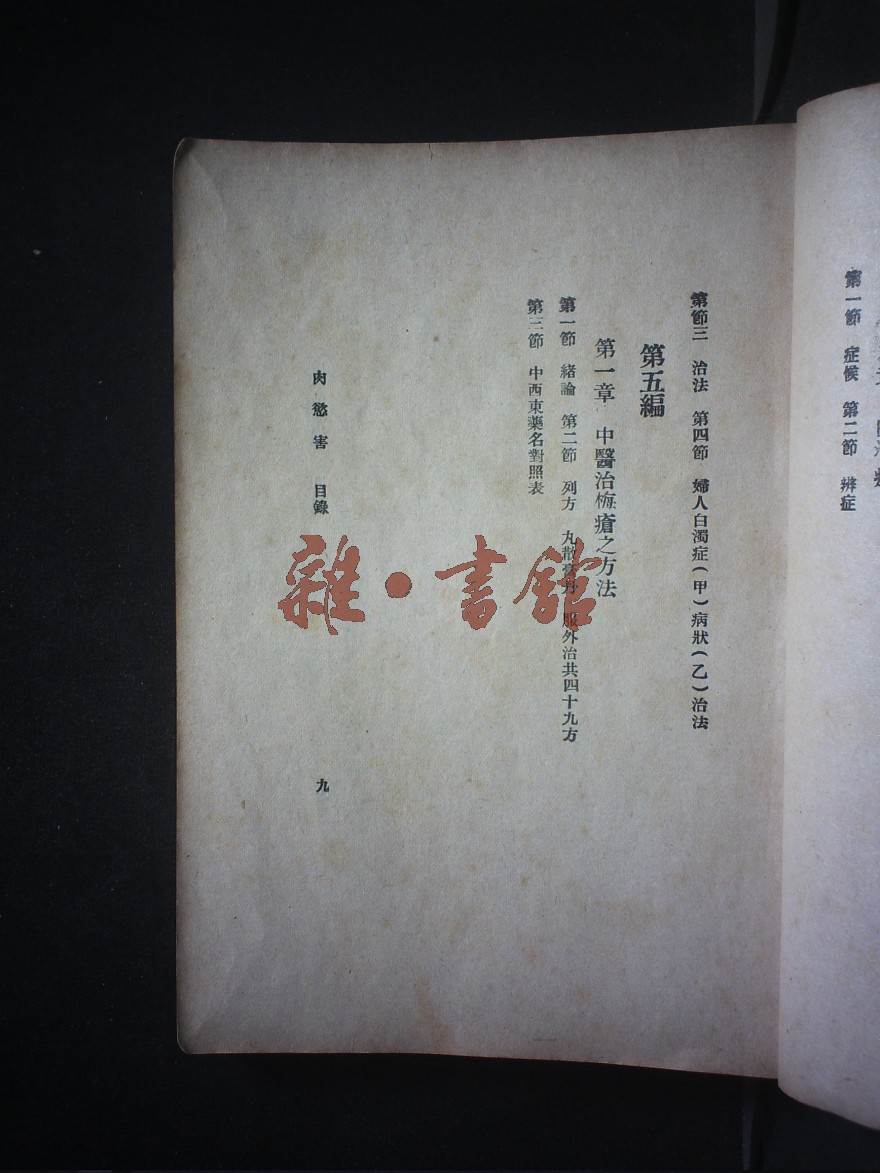 第一節 症候 第二節 辨症
第節三 治法 第四節 婦人白濁症(甲)病狀(乙)治法
第五編
第一章 中醫治梅瘡之方法
第一節 緒論 第二節 列方 丸散膏丹 服外治共四十九方
第三節 中西東藥名對照表
肉慾害 目錄
九
雜・書館